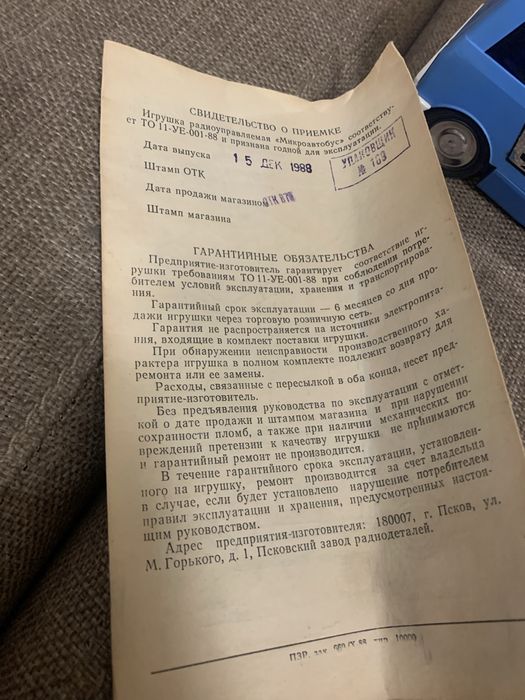 СВИДЕТЕЛЬСТВО О ПРИЕМКЕ
Игрушка радиоуправляемая «Микроавтобус» соответству-
ет ТО 11-УЕ-001-88 и признана годной для эксплуатации.
Дата выпуска 15 ДЕК 1988
УПАКОВЩИК
№ 103
Штамп ОТК
Дата продажи магазином
Штамп магазина
ГАРАНТИЙНЫЕ ОБЯЗАТЕЛЬСТВА
Предприятие-изготовитель гарантирует соответствие иг-
рушки требованиям ТО 11-УЕ-001-88 при соблюдении потре-
бителем условий эксплуатации, хранения и транспортирова-
ния.
Гарантийный срок эксплуатации — 6 месяцев со дня про-
дажи игрушки через торговую розничную сеть.
Гарантия не распространяется на источники электропита-
ния, входящие в комплект поставки игрушки.
При обнаружении неисправности производственного ха-
рактера игрушка в полном комплекте подлежит возврату для
ремонта или ее замены.
Расходы, связанные с пересылкой в оба конца, несет пред-
приятие-изготовитель.
Без предъявления руководства по эксплуатации с отмет-
кой о дате продажи и штампом магазина и при нарушении
сохранности пломб, а также при наличии механических по-
вреждений претензии к качеству игрушки не принимаются
и гарантийный ремонт не производится.
В течение гарантийного срока эксплуатации, установлен-
ного на игрушку, ремонт производится за счет владельца
в случае, если будет установлено нарушение потребителем
правил эксплуатации и хранения, предусмотренных настоя-
щим руководством.
Адрес предприятия-изготовителя: 180007, г. Псков, ул.
М. Горького, д. 1, Псковский завод радиодеталей.